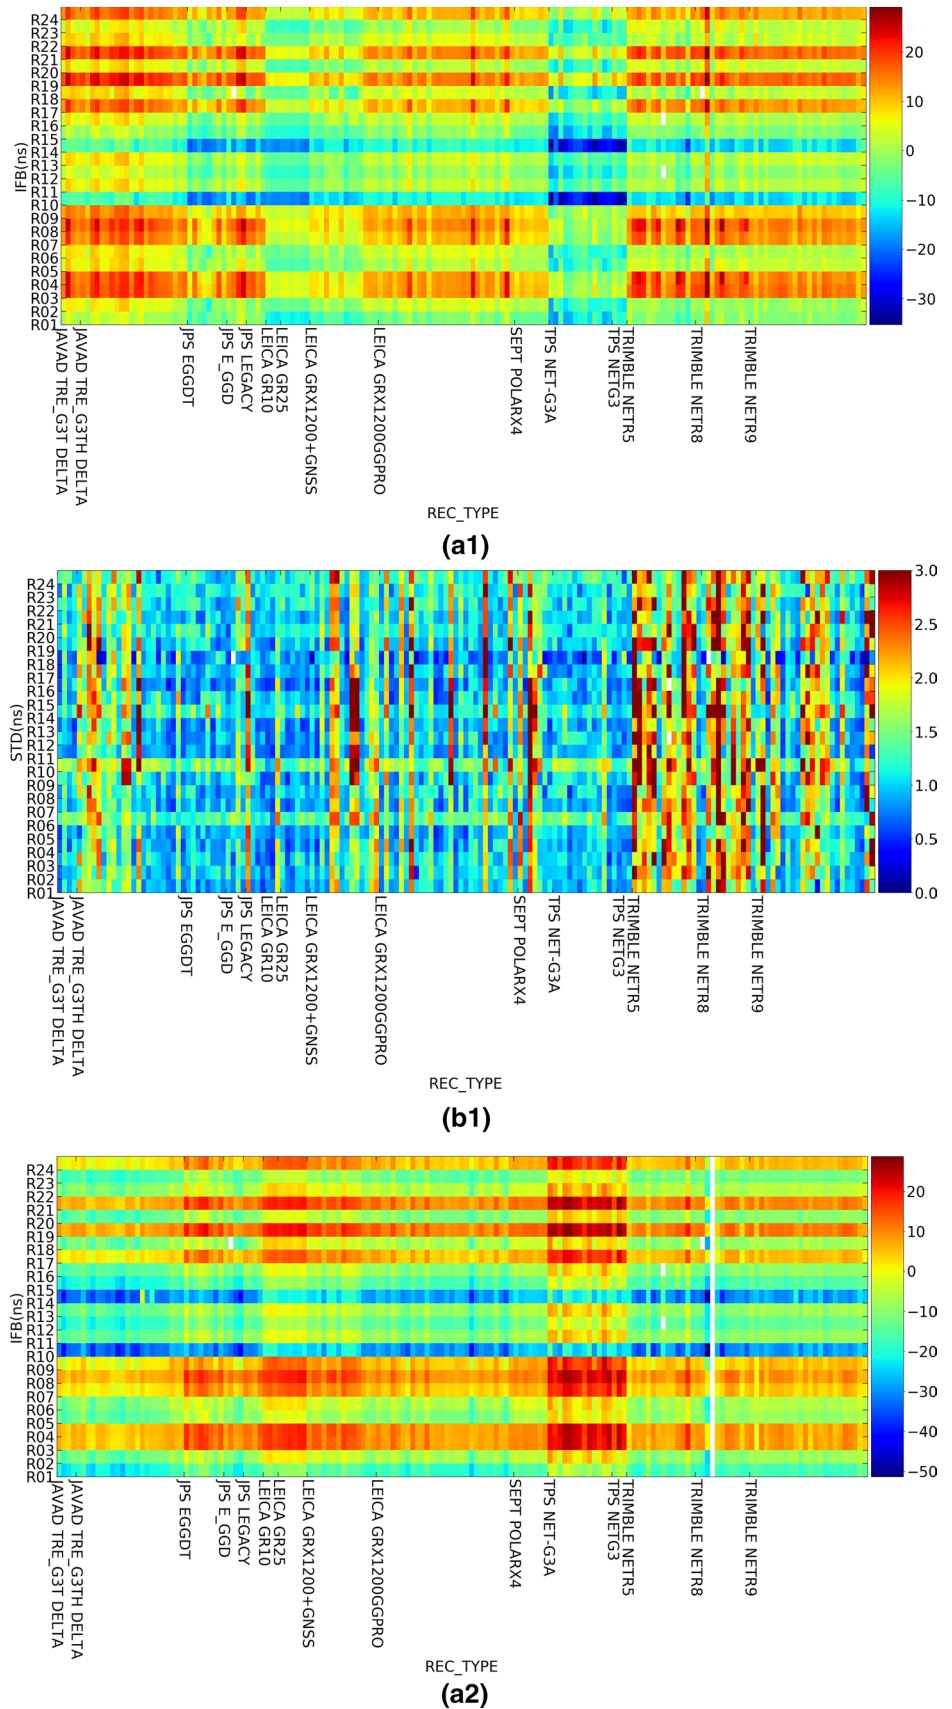 R24
R23
R22
R21
R20
R19
R18
R17
R16
R15
R14
R13
R12
R11
R10
R09
R08
R07
R06
R05
R04
R03
R02
R01
IFB(ns)
20
10
0
−10
−20
−30
AVAD TRE_G3T DELTA
JAVAD TRE_G3TH DELTA
JPS EGGDT
JPS E_GGD
JPS LEGACY
LEICA GR10
LEICA GR25
LEICA GRX1200+GNSS
LEICA GRX1200GGPRO
SEPT POLARX4
TPS NET-G3A
TPS NETG3
TRIMBLE NETR5
TRIMBLE NETR8
TRIMBLE NETR9
REC_TYPE
(a1)
R24
R23
R22
R21
R20
R19
R18
R17
R16
R15
R14
R13
R12
R11
R10
R09
R08
R07
R06
R05
R04
R03
R02
R01
STD(ns)
3.0
2.5
2.0
1.5
1.0
0.5
0.0
JAVAD TRE_G3T DELTA
JAVAD TRE_G3TH DELTA
JPS EGGDT
JPS E_GGD
JPS LEGACY
LEICA GR10
LEICA GR25
LEICA GRX1200+GNSS
LEICA GRX1200GGPRO
SEPT POLARX4
TPS NET-G3A
TPS NETG3
TRIMBLE NETR5
TRIMBLE NETR8
TRIMBLE NETR9
REC_TYPE
(b1)
R24
R23
R22
R21
R20
R19
R18
R17
R16
R15
R14
R13
R12
R11
R10
R09
R08
R07
R06
R05
R04
R03
R02
R01
IFB(ns)
20
10
0
−10
−20
−30
−40
−50
JAVAD TRE_G3T DELTA
JAVAD TRE_G3TH DELTA
JPS EGGDT
JPS E_GGD
JPS LEGACY
LEICA GR10
LEICA GR25
LEICA GRX1200+GNSS
LEICA GRX1200GGPRO
SEPT POLARX4
TPS NET-G3A
TPS NETG3
TRIMBLE NETR5
TRIMBLE NETR8
TRIMBLE NETR9
REC_TYPE
(a2)